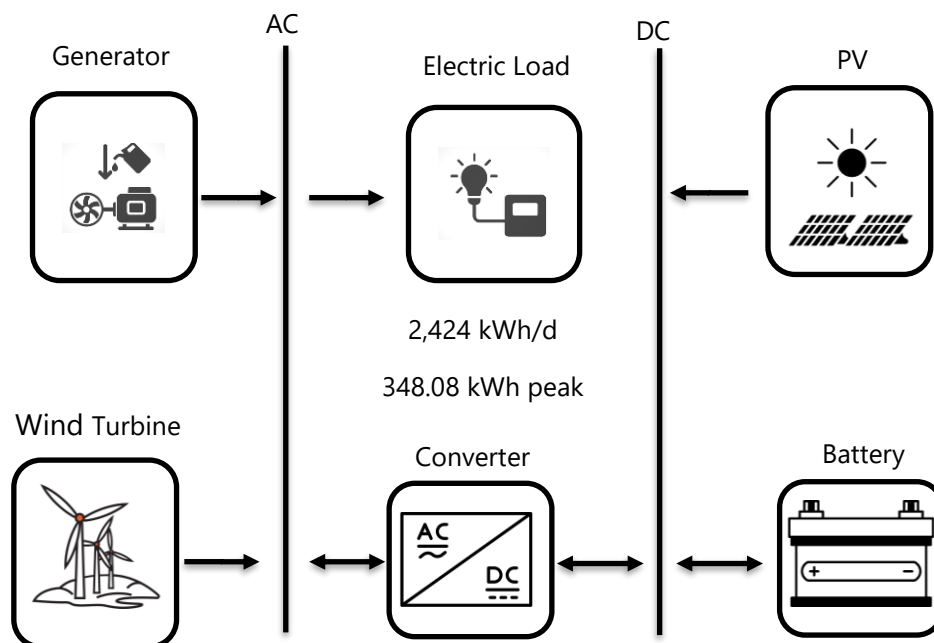 AC
DC
Generator
Electric Load
PV
2,424 kWh/d
348.08 kWh peak
Wind Turbine
Converter
Battery
AC
DC
+ −